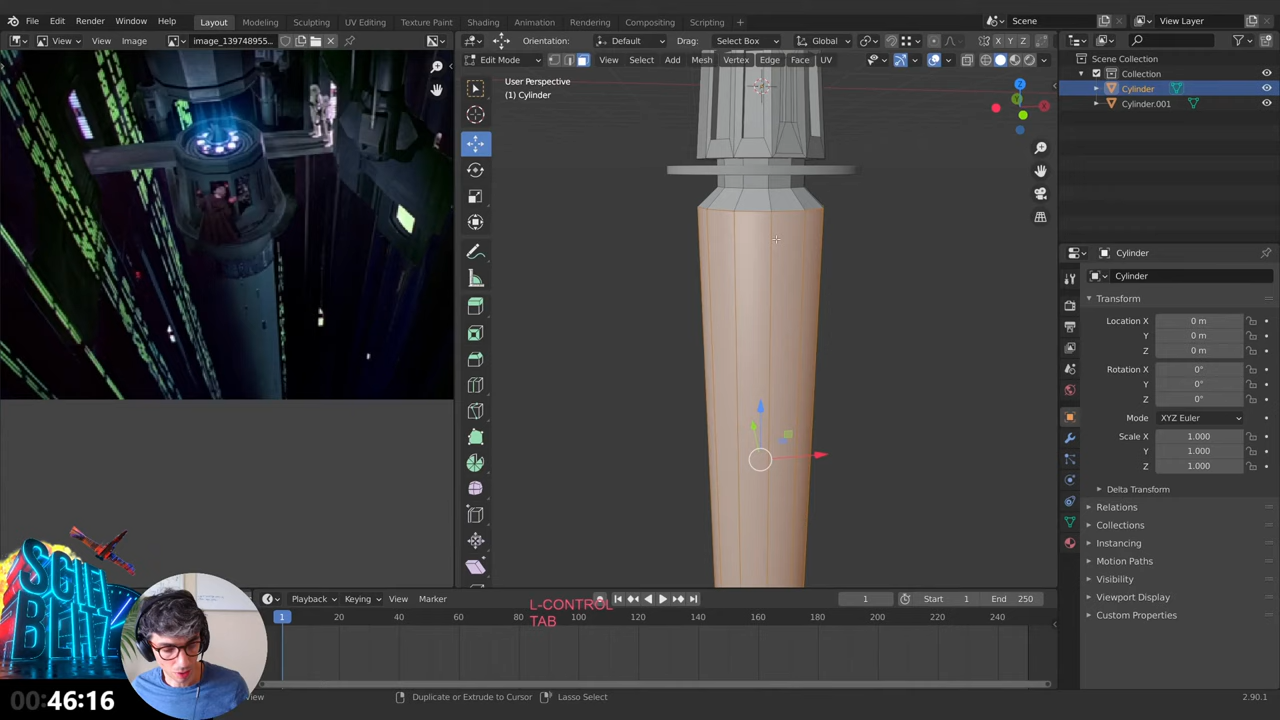 File Edit Render Window Help Layout Modeling Sculpting UV Editing Texture Paint Shading Animation Rendering Compositing Scripting + Scene View Layer
View View Image image_139748955... Orientation: Default Drag: Select Box Global X Y Z
Edit Mode View Select Add Mesh Vertex Edge Face UV
User Perspective
(1) Cylinder
Scene Collection
Collection
Cylinder
Cylinder.001
Cylinder
Cylinder
Transform
Location X 0 m
Y 0 m
Z 0 m
Rotation X 0°
Y 0°
Z 0°
Mode XYZ Euler
Scale X 1.000
Y 1.000
Z 1.000
Delta Transform
Relations
Collections
Instancing
Motion Paths
Visibility
Viewport Display
Custom Properties
Playback Keying View Marker 1 Start 1 End 250
L-CONTROL
TAB
1 20 40 60 80 100 120 140 160 180 200 220 240
SCIFI
BLITZ
00:46:16
View Duplicate or Extrude to Cursor Lasso Select 2.90.1